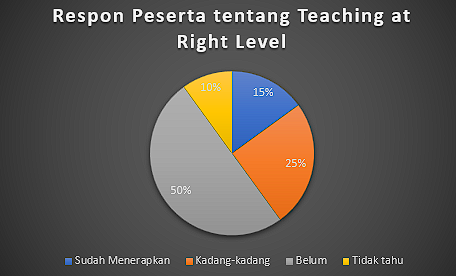 Respon Peserta tentang Teaching at
Right Level
10%
15%
25%
50%
Sudah Menerapkan Kadang-kadang Belum Tidak tahu